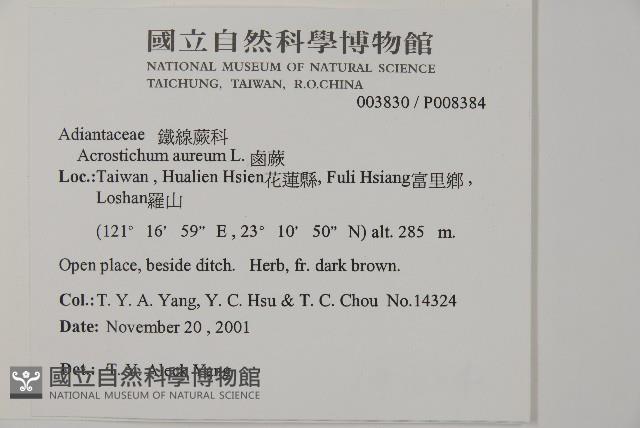 國立自然科學博物館
NATIONAL MUSEUM OF NATURAL SCIENCE
TAICHUNG, TAIWAN, R.O.CHINA
003830 / P008384
Adiantaceae 鐵線蕨科
Acrostichum aureum L. 鹵蕨
Loc.:Taiwan , Hualien Hsien花蓮縣, Fuli Hsiang富里鄉 ,
Loshan羅山
(121° 16' 59" E , 23° 10' 50" N) alt. 285 m.
Open place, beside ditch. Herb, fr. dark brown.
Col.: T. Y. A. Yang, Y. C. Hsu & T. C. Chou No.14324
Date: November 20 , 2001
Det.: T. Y. Aleck Yang
國立自然科學博物館
NATIONAL MUSEUM OF NATURAL SCIENCE